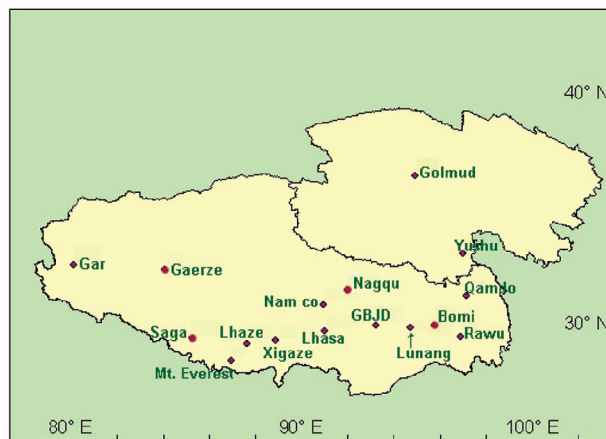 40° N
Golmud
Yushu
Gar
Gaerze
Nagqu
Qamdo
Nam co
GBJD
Bomi
30° N
Saga
Lhaze
Lhasa
Rawu
Xigaze
Lunang
Mt. Everest
80° E 90° E 100° E